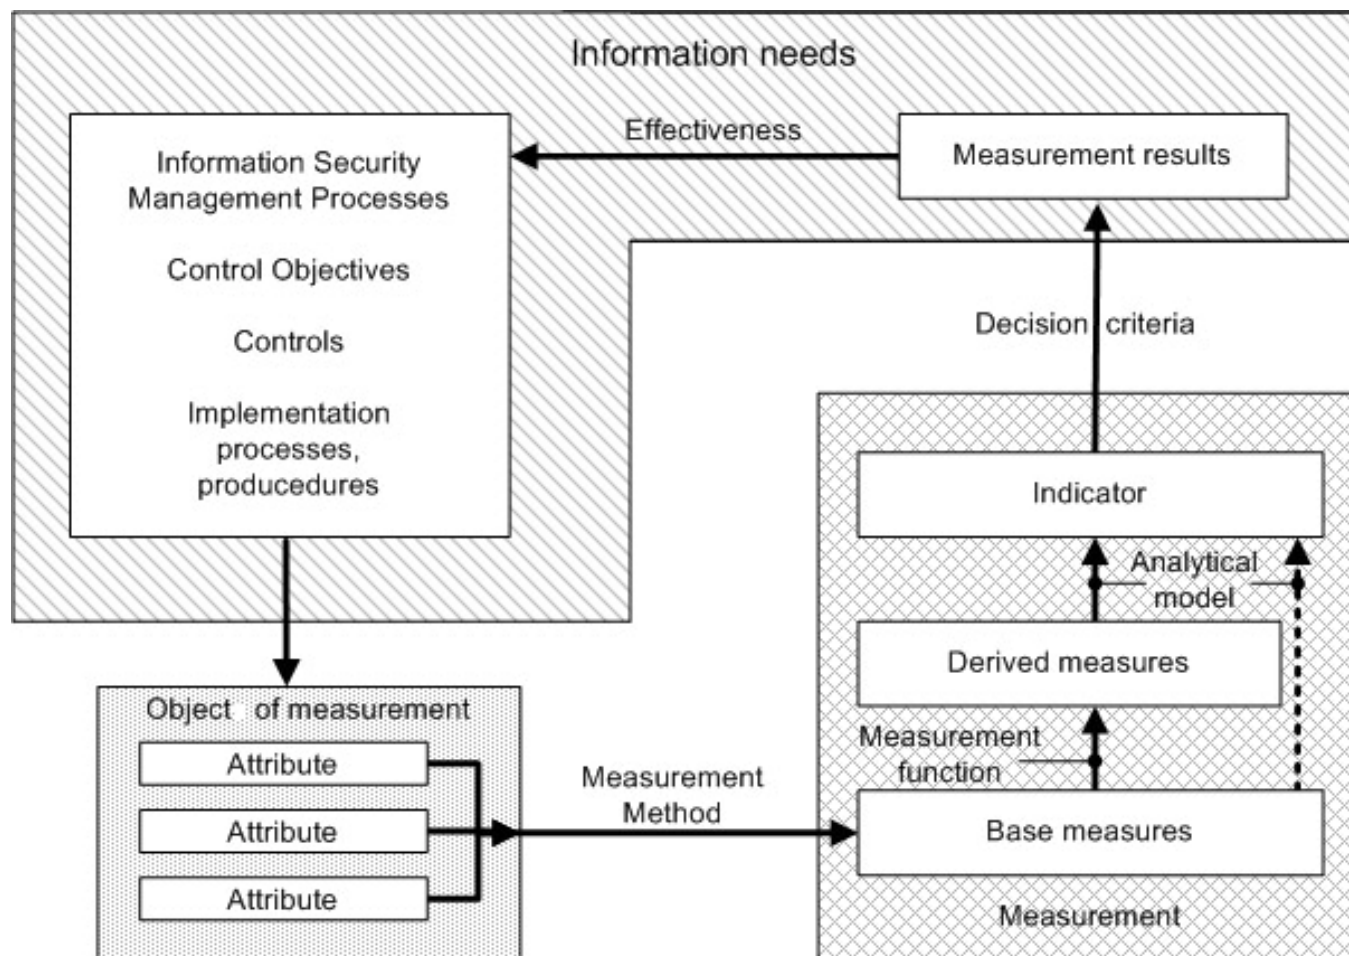 Information needs
Effectiveness
Measurement results
Information Security
Management Processes
Control Objectives
Controls
Implementation
processes,
producedures
Decision criteria
Indicator
Analytical
model
Derived measures
Measurement
function
Base measures
Measurement
Object of measurement
Attribute
Attribute
Attribute
Measurement
Method